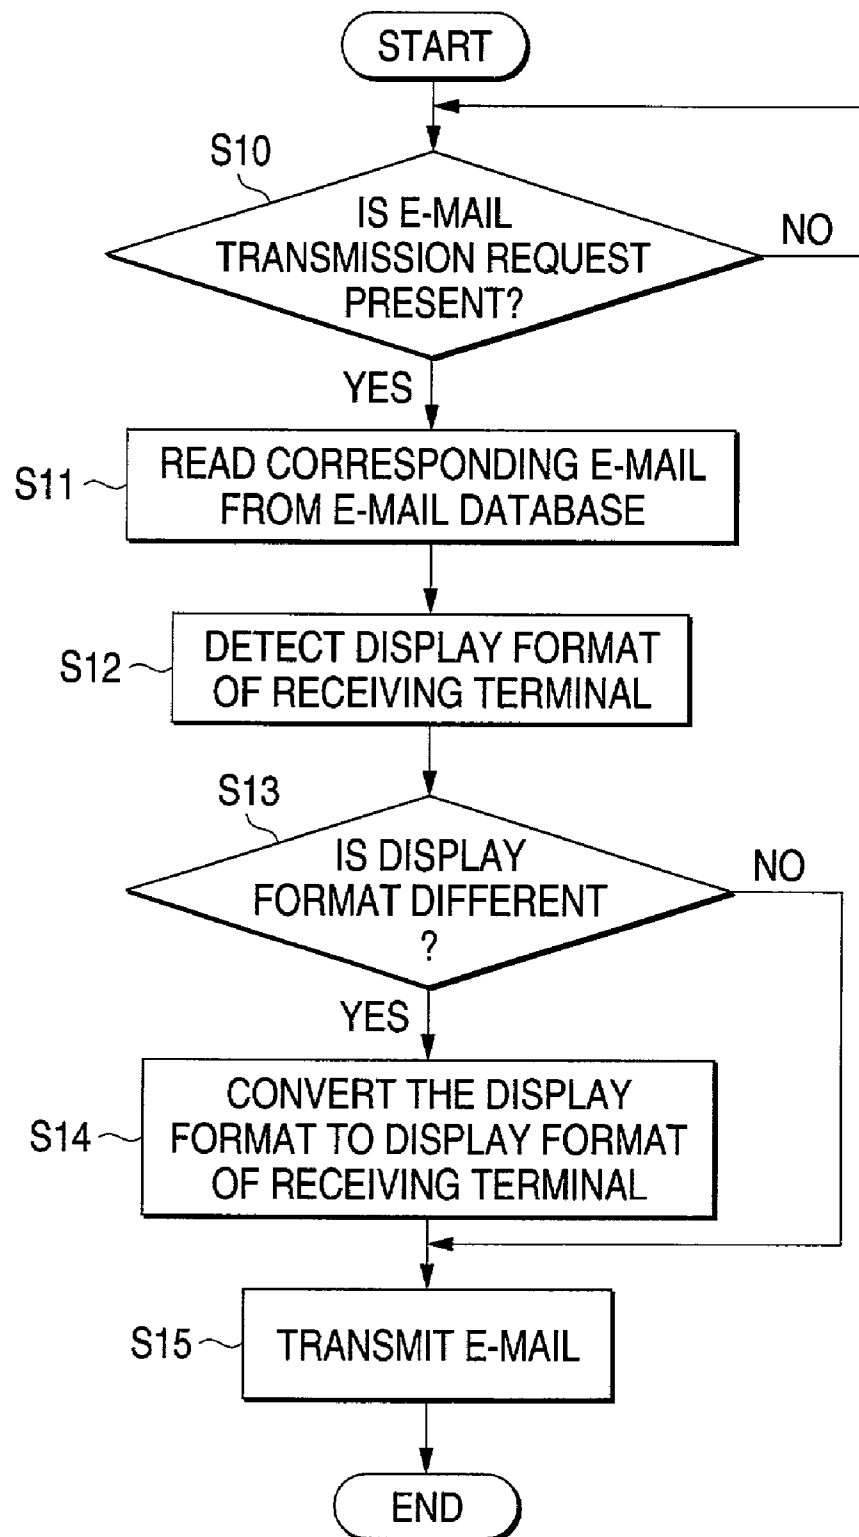 START
S10
IS E-MAIL
TRANSMISSION REQUEST
PRESENT?
NO
YES
S11
READ CORRESPONDING E-MAIL
FROM E-MAIL DATABASE
S12
DETECT DISPLAY FORMAT
OF RECEIVING TERMINAL
S13
IS DISPLAY
FORMAT DIFFERENT
?
NO
YES
S14
CONVERT THE DISPLAY
FORMAT TO DISPLAY FORMAT
OF RECEIVING TERMINAL
S15
TRANSMIT E-MAIL
END